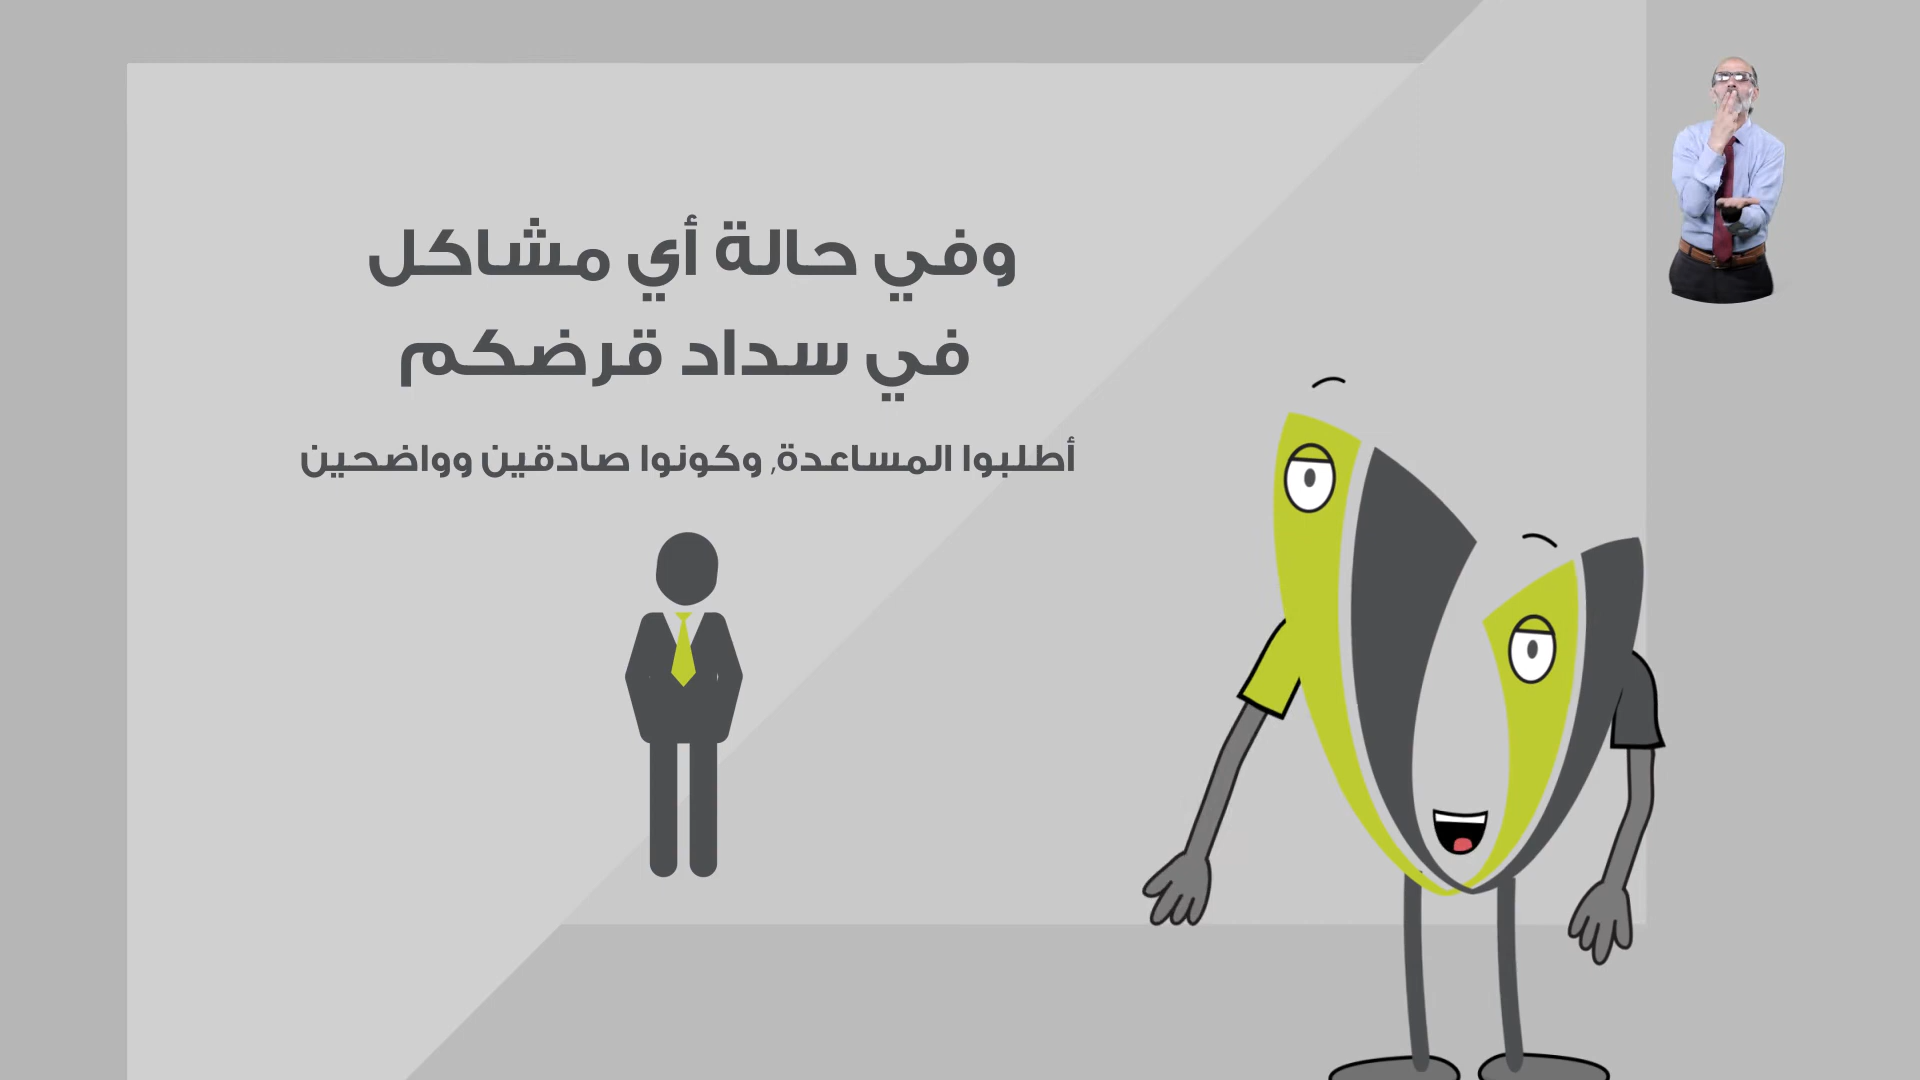 وفي حالة أي مشاكل
في سداد قرضكم
أطلبوا المساعدة, وكونوا صادقين وواضحين